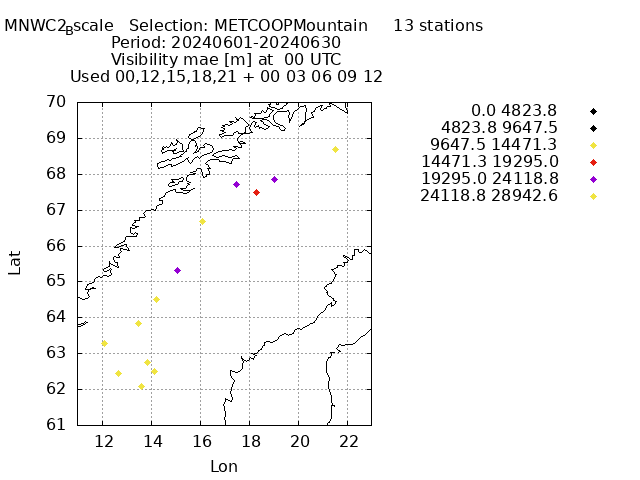 MNWC2Bscale Selection: METCOOPMountain 13 stations
Period: 20240601-20240630
Visibility mae [m] at 00 UTC
Used 00,12,15,18,21 + 00 03 06 09 12
70
69
68
67
66
65
64
63
62
61
Lat
12 14 16 18 20 22
Lon
0.0 4823.8
4823.8 9647.5
9647.5 14471.3
14471.3 19295.0
19295.0 24118.8
24118.8 28942.6